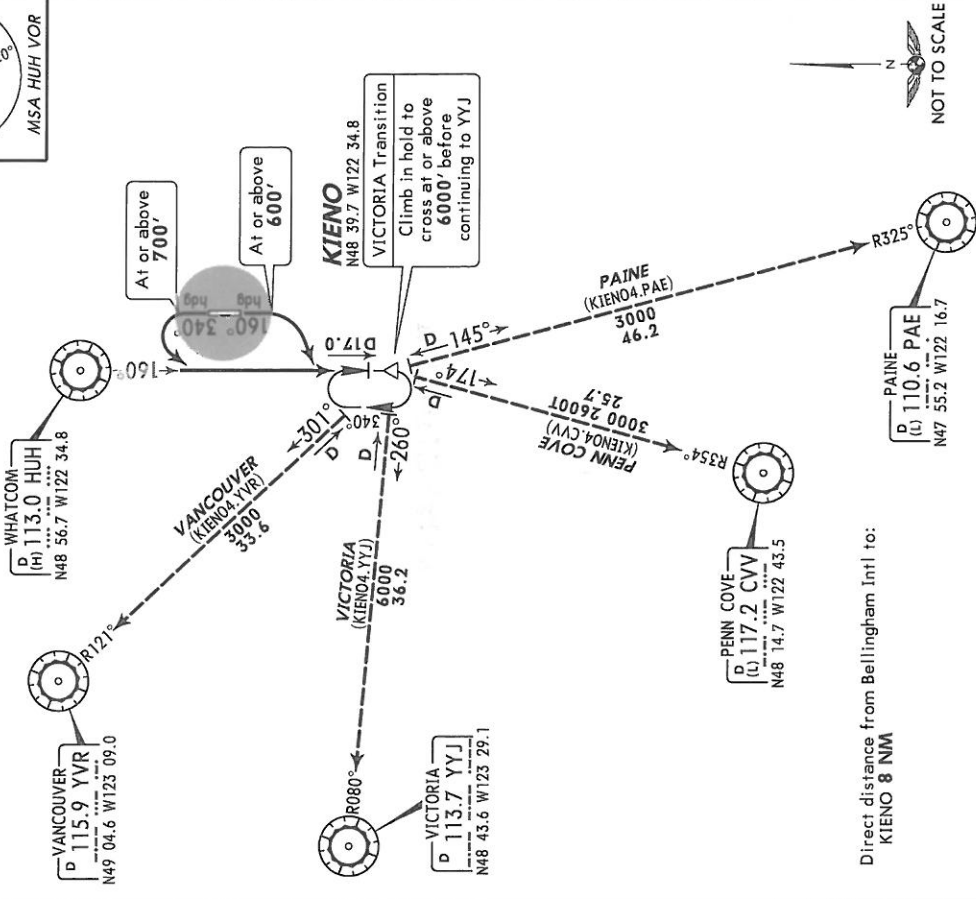 0°
MSA HUH VOR
WHATCOM
D
(H) 113.0 HUH
N48 56.7 W122 34.8
At or above
700'
At or above
600'
hdg
340°
160°
hdg
160°
KIENO
N48 39.7 W122 34.8
VICTORIA Transition
Climb in hold to
cross at or above
6000' before
continuing to YYJ
D17.0
340°
301°
D
VANCOUVER
(KIENO4.YVR)
3000
33.6
R121°
VANCOUVER
D 115.9 YVR
N49 04.6 W123 09.0
260°
D
VICTORIA
(KIENO4.YYJ)
6000
36.2
R080°
VICTORIA
D 113.7 YYJ
N48 43.6 W123 29.1
174°
D
25.7
3000 2600T
(KIENO4.CVV)
PENN COVE
R354°
PENN COVE
D
(L) 117.2 CVV
N48 14.7 W122 43.5
D
145°
PAINE
(KIENO4.PAE)
3000
46.2
R325°
PAINE
D
(L) 110.6 PAE
N47 55.2 W122 16.7
N
NOT TO SCALE
Direct distance from Bellingham Intl to:
KIENO 8 NM